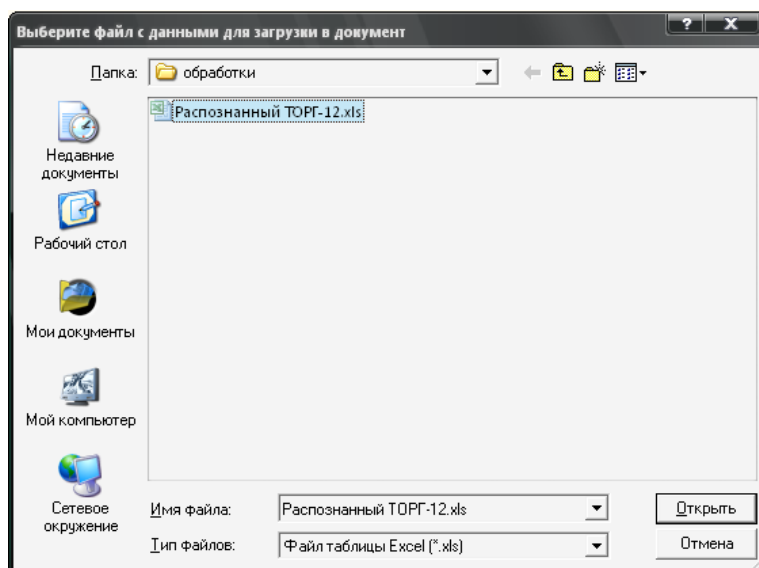 Выберите файл с данными для загрузки в документ
? X
Папка: обработки
Распознанный ТОРГ-12.xls
Недавние
документы
Рабочий стол
Мои документы
Мой компьютер
Сетевое
окружение
Имя файла: Распознанный ТОРГ-12.xls Открыть
Тип файлов: Файл таблицы Excel (*.xls) Отмена